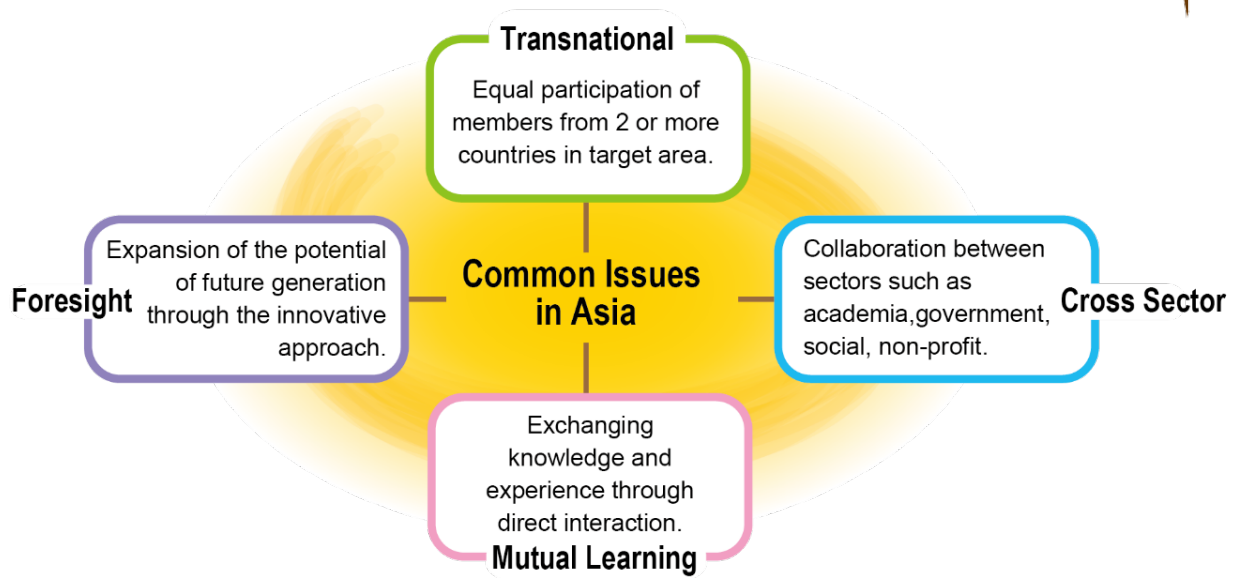 Transnational
Equal participation of
members from 2 or more
countries in target area.
Foresight
Expansion of the potential
of future generation
through the innovative
approach.
Common Issues
in Asia
Collaboration between
sectors such as
academia,government,
social, non-profit.
Cross Sector
Exchanging
knowledge and
experience through
direct interaction.
Mutual Learning